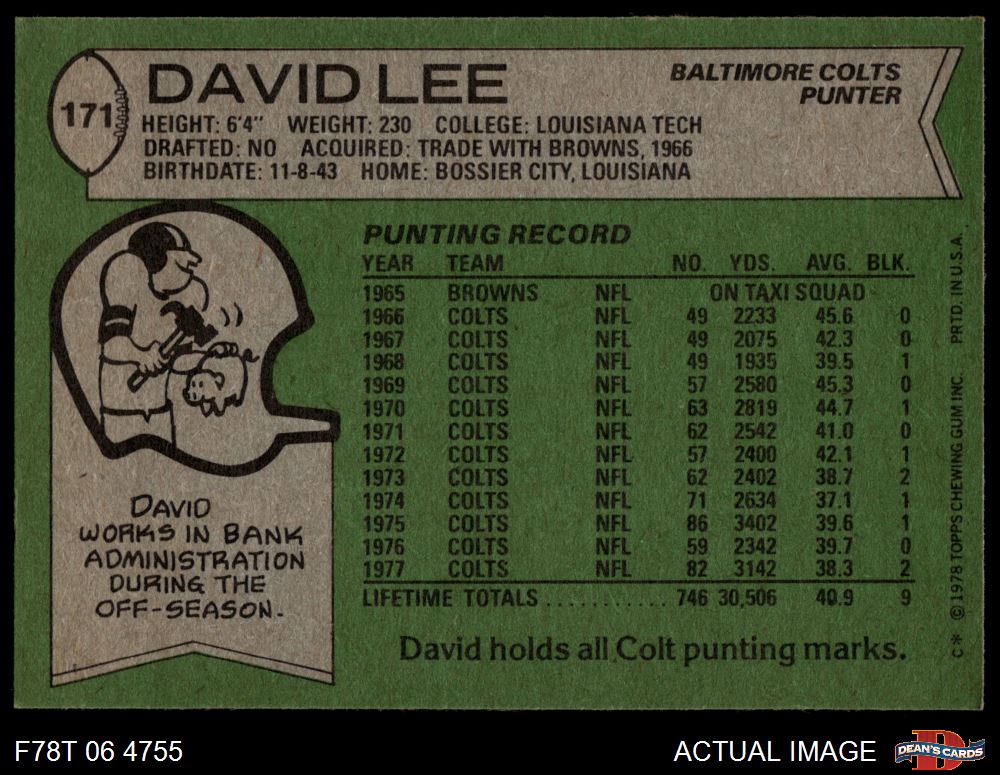 171
DAVID LEE
BALTIMORE COLTS
PUNTER
HEIGHT: 6'4" WEIGHT: 230 COLLEGE: LOUISIANA TECH
DRAFTED: NO ACQUIRED: TRADE WITH BROWNS, 1966
BIRTHDATE: 11-8-43 HOME: BOSSIER CITY, LOUISIANA
PUNTING RECORD
YEAR TEAM NO. YDS. AVG. BLK.
1965 BROWNS NFL ON TAXI SQUAD
1966 COLTS NFL 49 2233 45.6 0
1967 COLTS NFL 49 2075 42.3 0
1968 COLTS NFL 49 1935 39.5 1
1969 COLTS NFL 57 2580 45.3 0
1970 COLTS NFL 63 2819 44.7 1
1971 COLTS NFL 62 2542 41.0 0
1972 COLTS NFL 57 2400 42.1 1
1973 COLTS NFL 62 2402 38.7 2
1974 COLTS NFL 71 2634 37.1 1
1975 COLTS NFL 86 3402 39.6 1
1976 COLTS NFL 59 2342 39.7 0
1977 COLTS NFL 82 3142 38.3 2
LIFETIME TOTALS ........... 746 30,506 40.9 9
David holds all Colt punting marks.
DAVID
WORKS IN BANK
ADMINISTRATION
DURING THE
OFF-SEASON.
C* © 1978 TOPPS CHEWING GUM INC. PRTD. IN U.S.A.
F78T 06 4755
ACTUAL IMAGE
D
DEAN'S CARDS